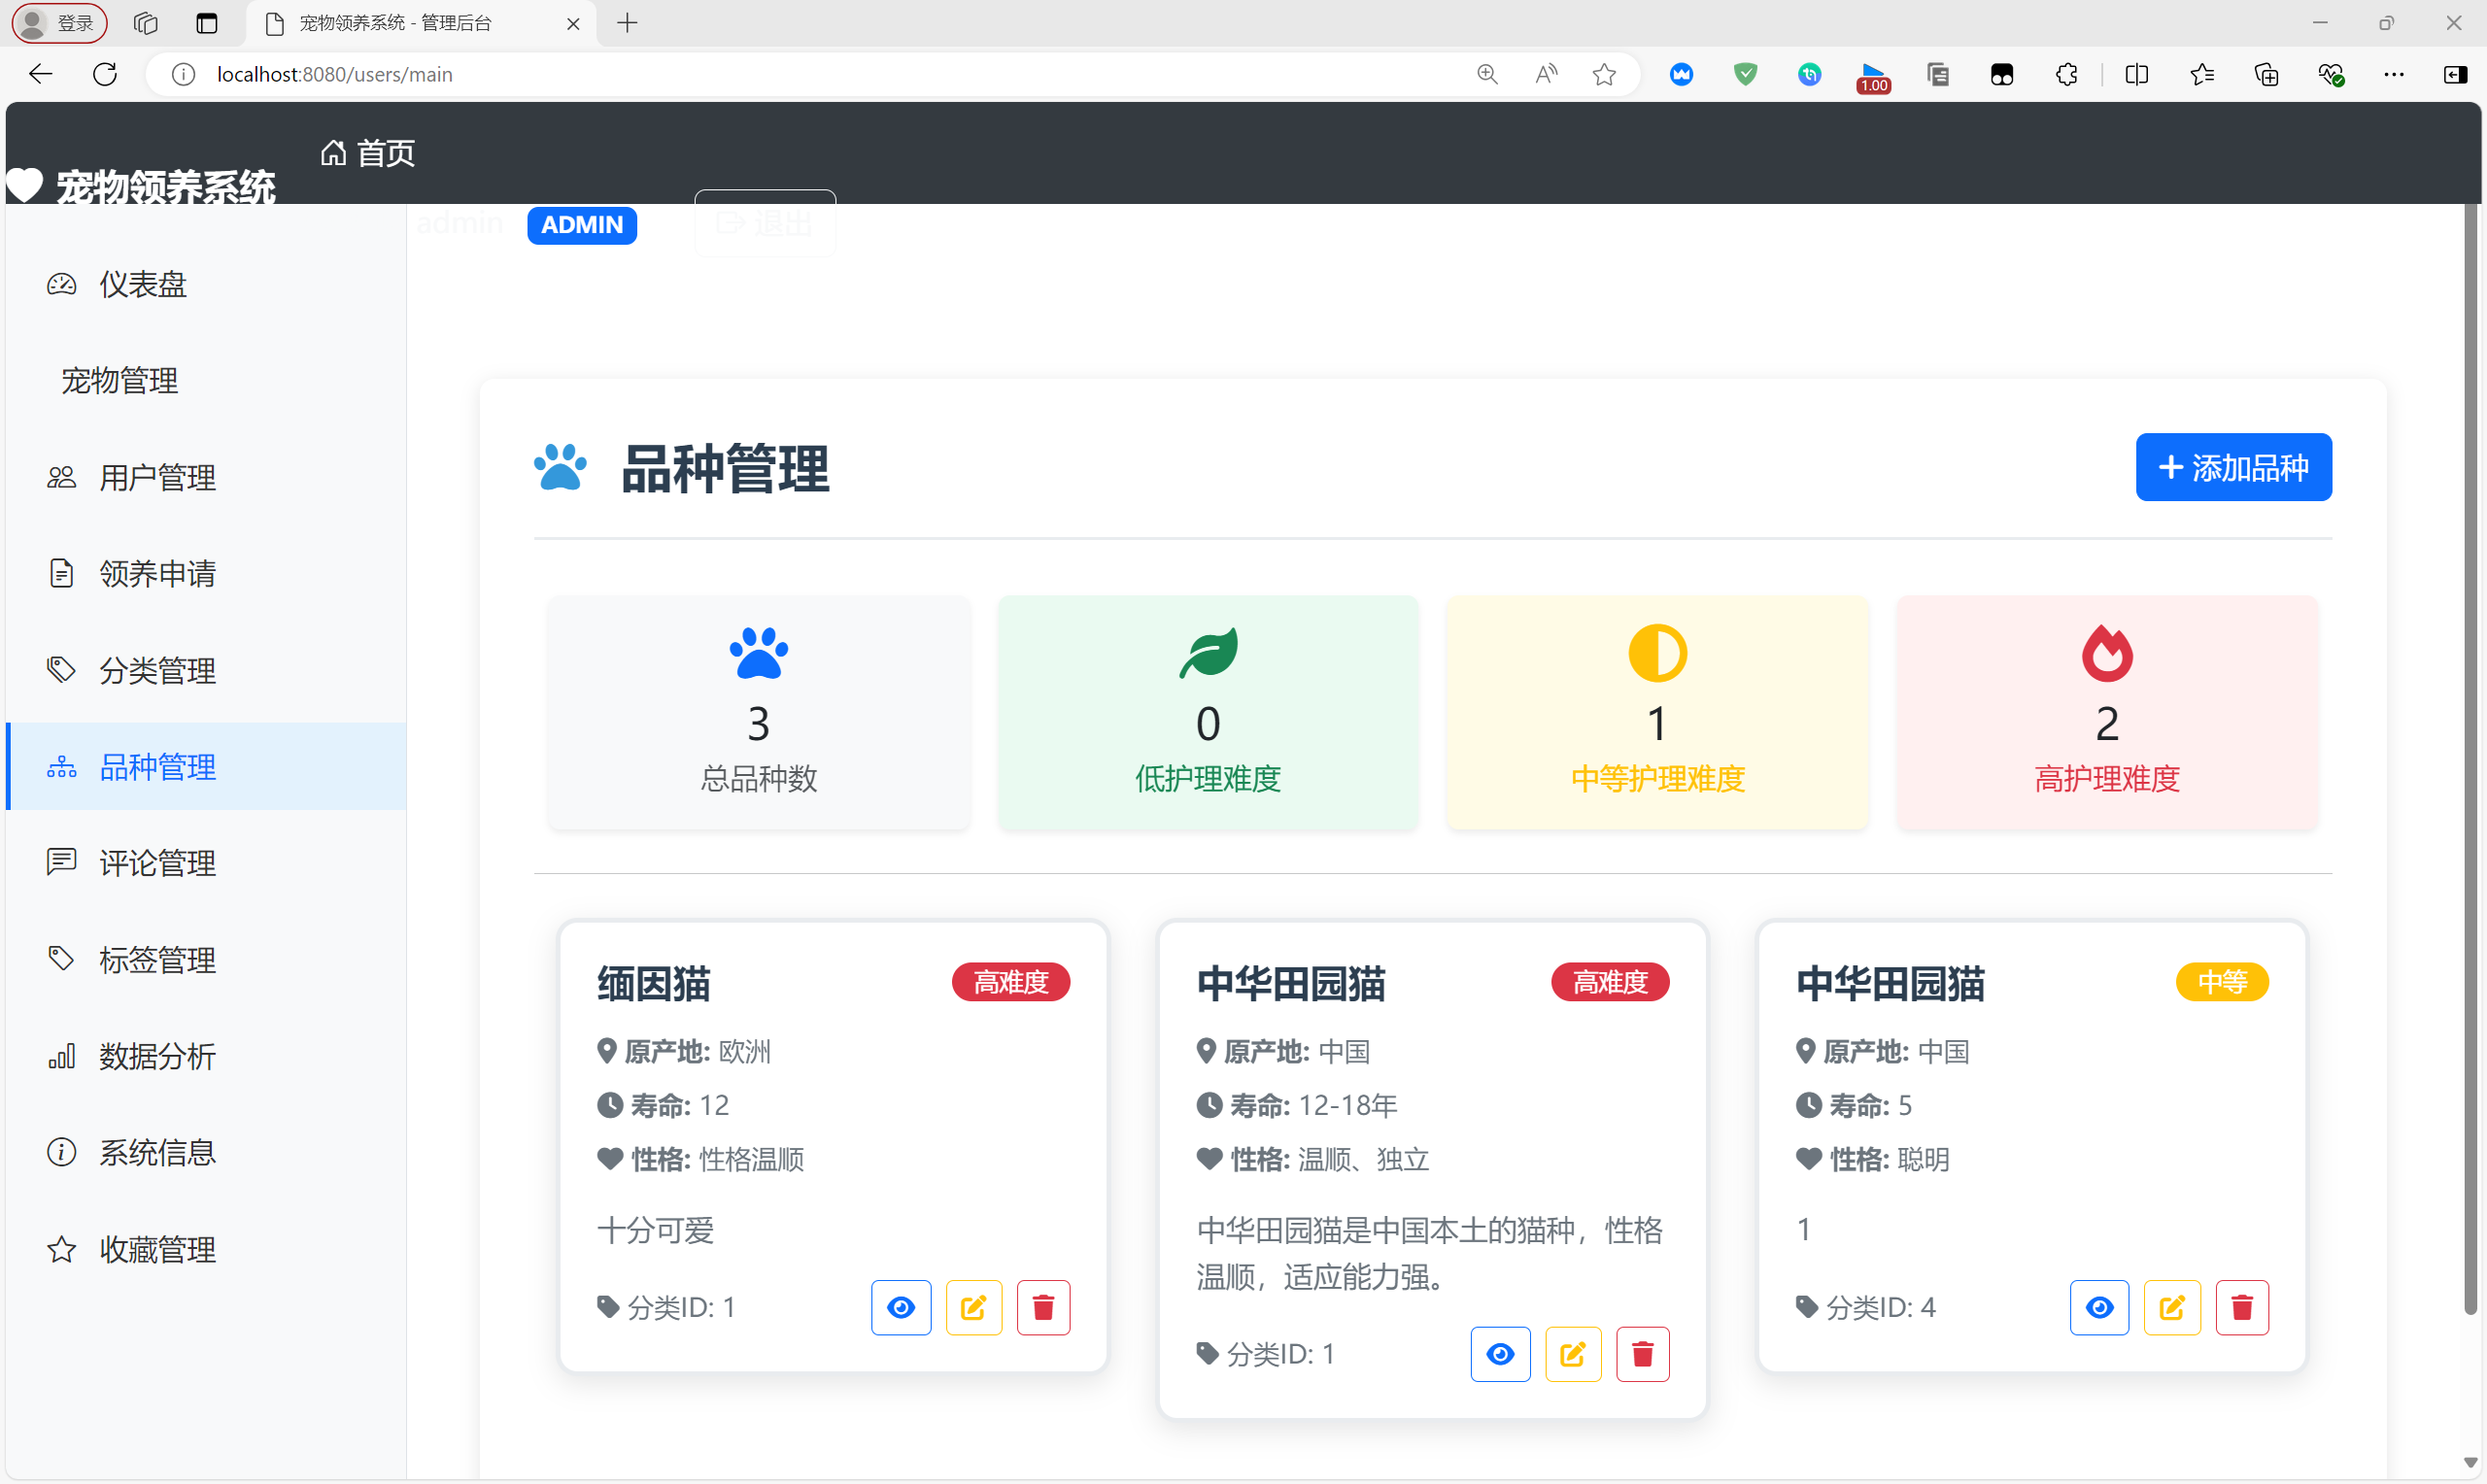 登录
宠物领养系统 - 管理后台
localhost:8080/users/main
1.00
首页
宠物领养系统
admin ADMIN 退出
仪表盘
宠物管理
用户管理
领养申请
分类管理
品种管理
评论管理
标签管理
数据分析
系统信息
收藏管理
品种管理
添加品种
3
总品种数
0
低护理难度
1
中等护理难度
2
高护理难度
缅因猫 高难度
原产地: 欧洲
寿命: 12
性格: 性格温顺
十分可爱
分类ID: 1
中华田园猫 高难度
原产地: 中国
寿命: 12-18年
性格: 温顺、独立
中华田园猫是中国本土的猫种，性格
温顺，适应能力强。
分类ID: 1
中华田园猫 中等
原产地: 中国
寿命: 5
性格: 聪明
1
分类ID: 4